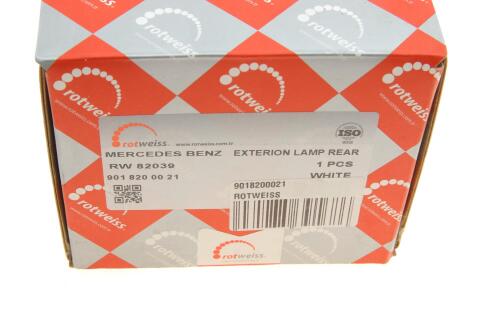 rotweiss
rotweiss
rotweiss
rotweiss.
www.rotweiss.com.tr
ISO
MERCEDES BENZ EXTERION LAMP REAR
RW 82039 1 PCS
901 820 00 21 WHITE
9018200021
ROTWEISS
rotweiss
rotweiss
rotweiss